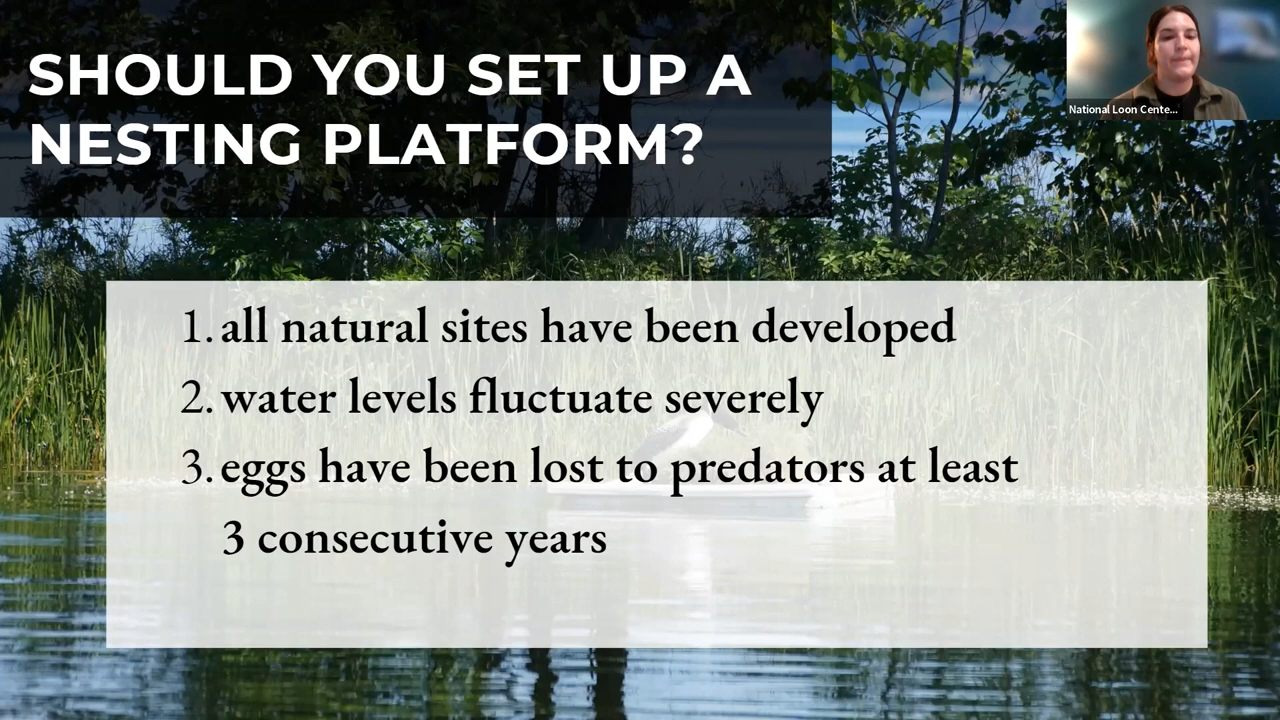 SHOULD YOU SET UP A
NESTING PLATFORM?
National Loon Cente...
1. all natural sites have been developed
2. water levels fluctuate severely
3. eggs have been lost to predators at least
3 consecutive years